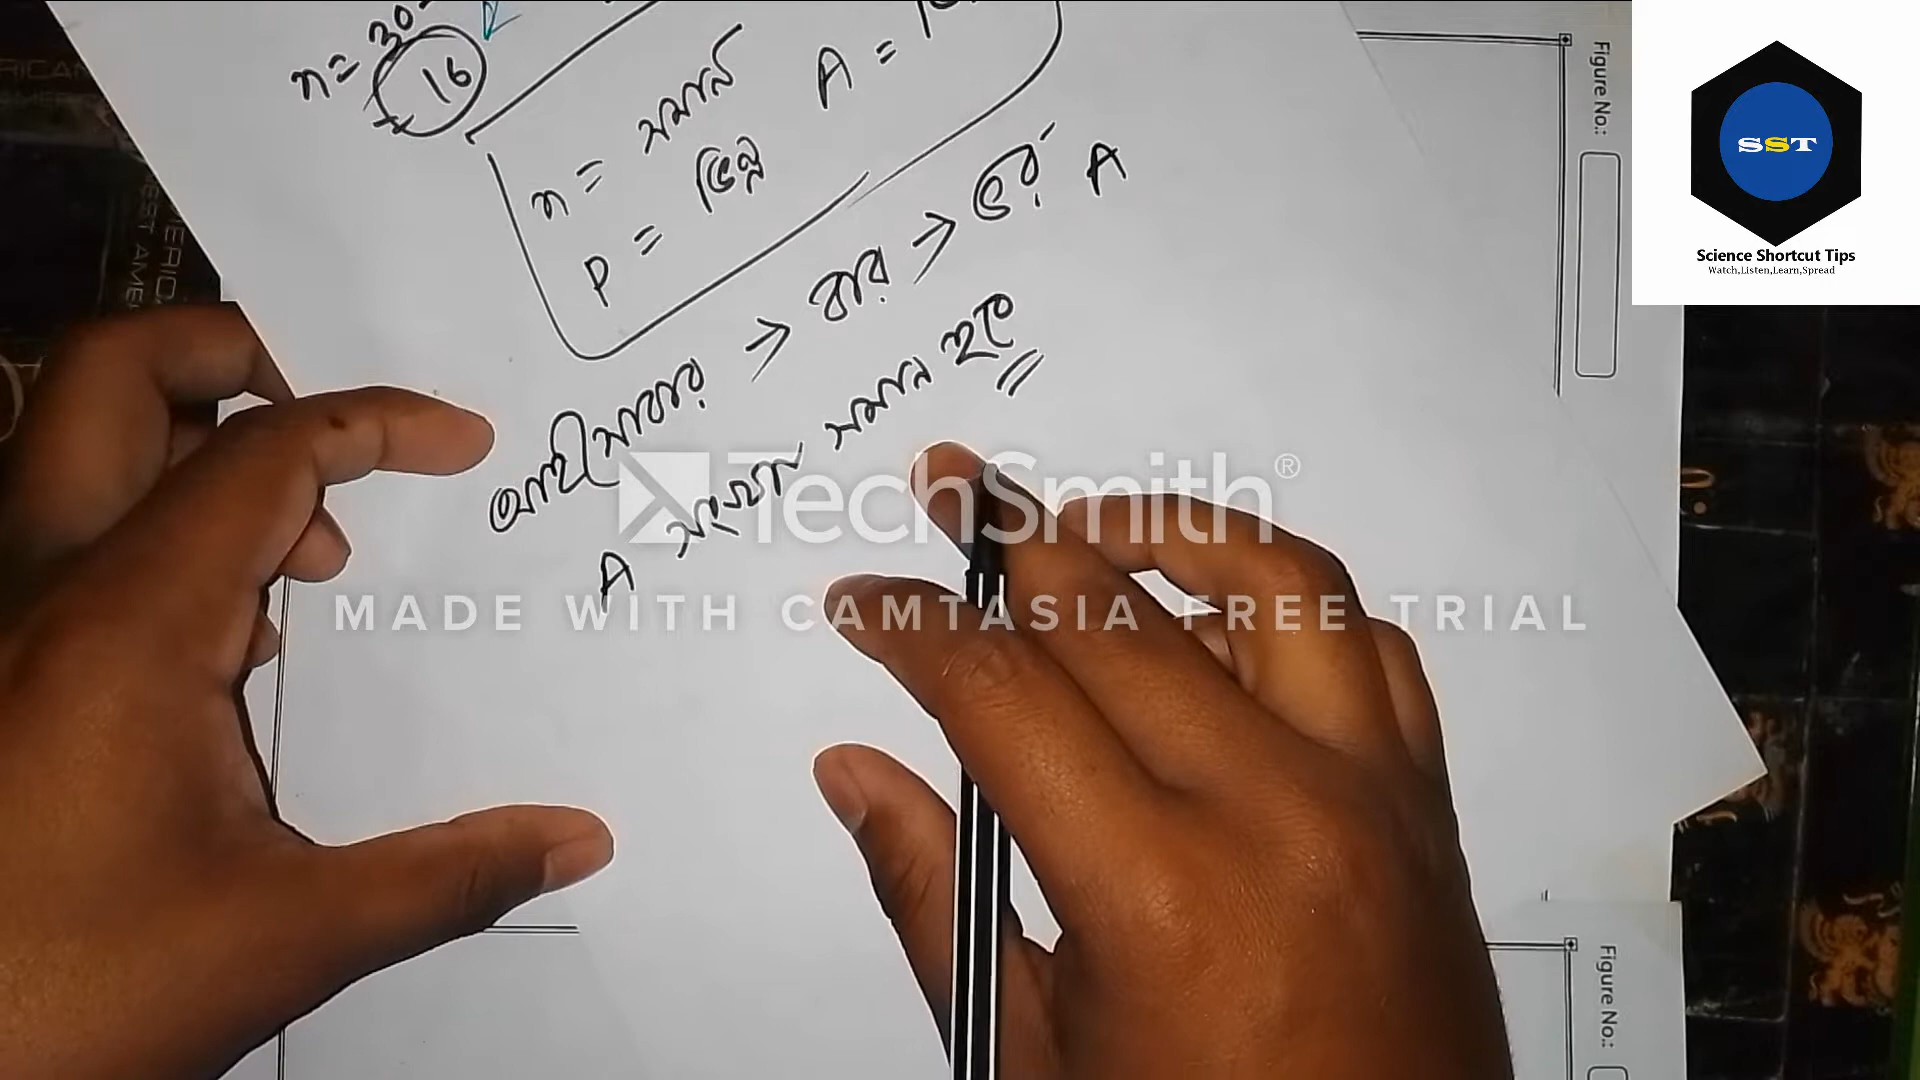 n = 30-
16
n = সমান A =
P = ভিন্ন
আইসোবার → বার → ভর A
A সংখ্যা সমান হবে
Figure No.:
SST
Science Shortcut Tips
Watch,Listen,Learn,Spread
TechSmith®
MADE WITH CAMTASIA FREE TRIAL
Figure No.: